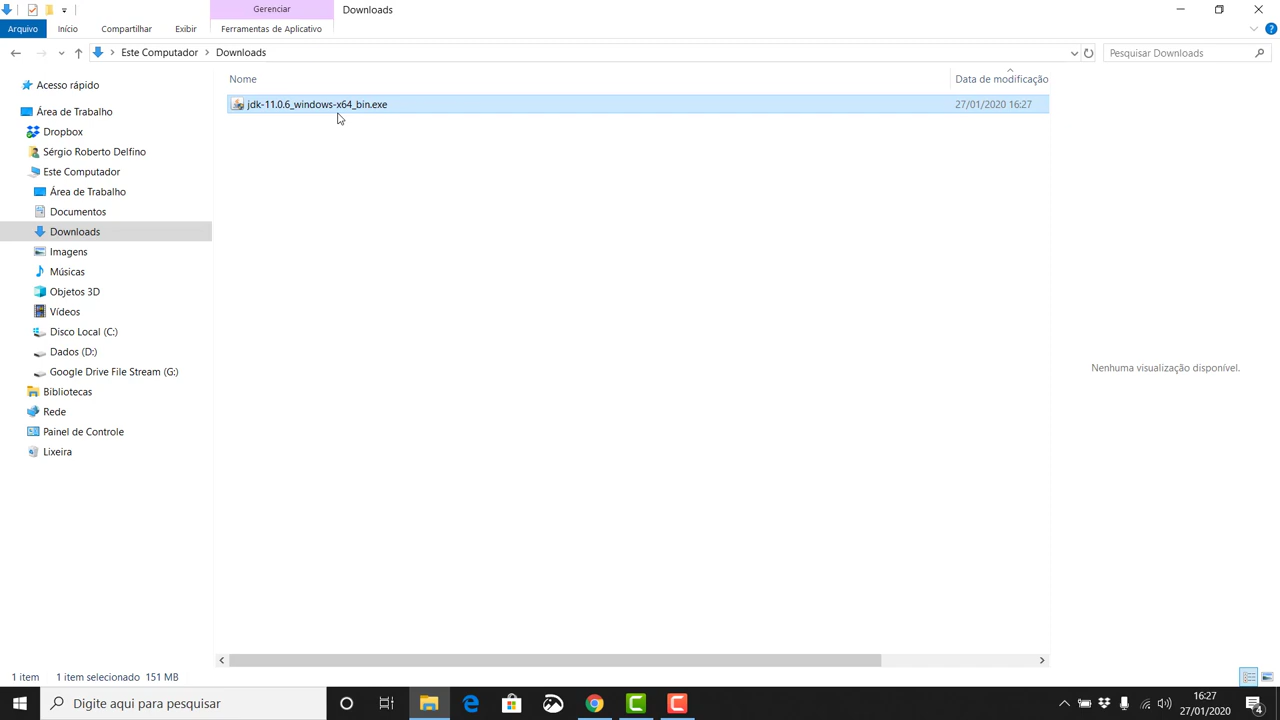 Gerenciar
Downloads
Arquivo
Início
Compartilhar
Exibir
Ferramentas de Aplicativo
Este Computador
Downloads
Pesquisar Downloads
Nome
Data de modificação
jdk-11.0.6_windows-x64_bin.exe
27/01/2020 16:27
Acesso rápido
Área de Trabalho
Dropbox
Sérgio Roberto Delfino
Este Computador
Área de Trabalho
Documentos
Downloads
Imagens
Músicas
Objetos 3D
Vídeos
Disco Local (C:)
Dados (D:)
Google Drive File Stream (G:)
Bibliotecas
Rede
Painel de Controle
Lixeira
Nenhuma visualização disponível.
1 item
1 item selecionado 151 MB
Digite aqui para pesquisar
16:27
27/01/2020
4